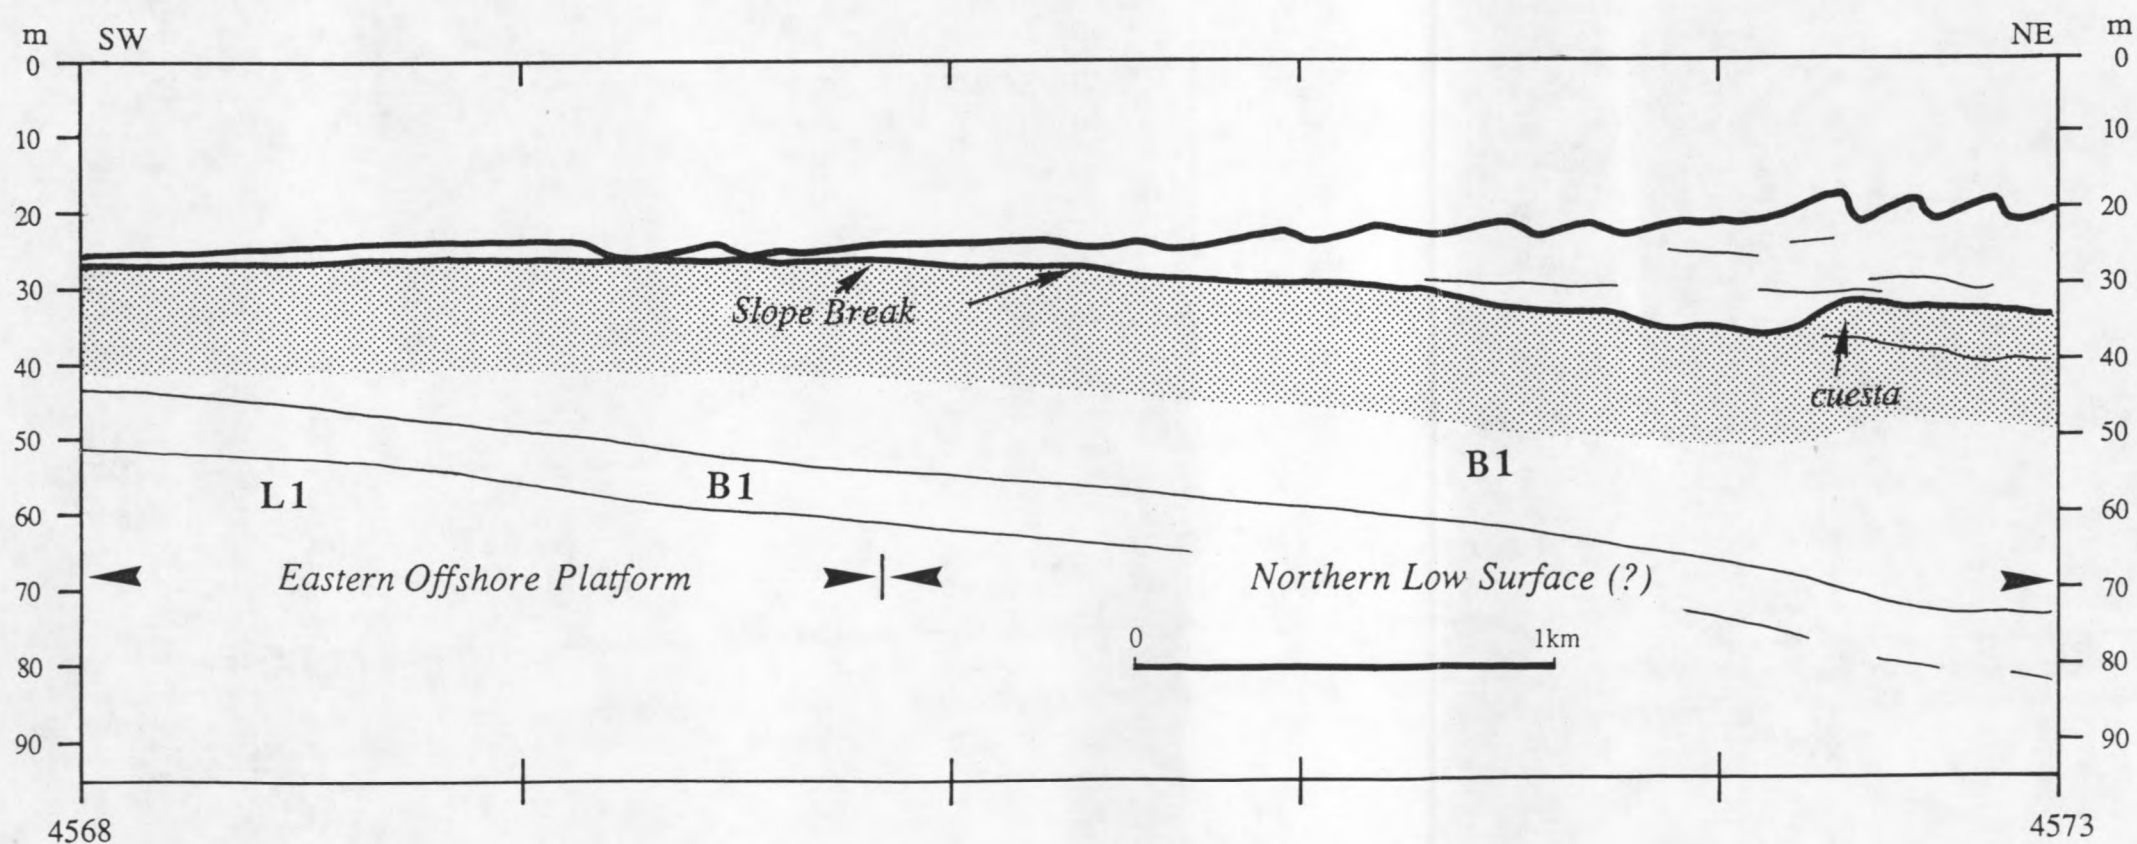 m SW NE m
0 0
10 10
20 20
30 30
Slope Break
40 40
cuesta
50 50
B1
B1
L1
60 60
Eastern Offshore Platform Northern Low Surface (?)
70 70
0 1km
80 80
90 90
4568 4573